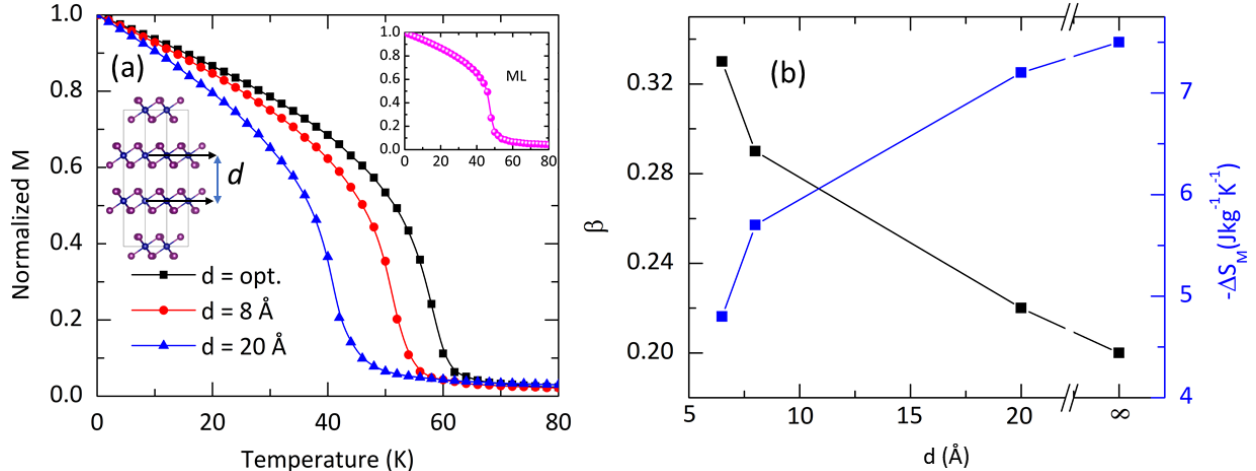 (a)
Normalized M
1.0
0.8
0.6
0.4
0.2
0.0
0 20 40 60 80
Temperature (K)
d
d = opt.
d = 8 Å
d = 20 Å
ML
1.0
0.8
0.6
0.4
0.2
0.0
0 20 40 60 80
(b)
β
0.32
0.28
0.24
0.20
5 10 15 20 ∞
d (Å)
7
6
5
4
-ΔS_M(Jkg⁻¹K⁻¹)